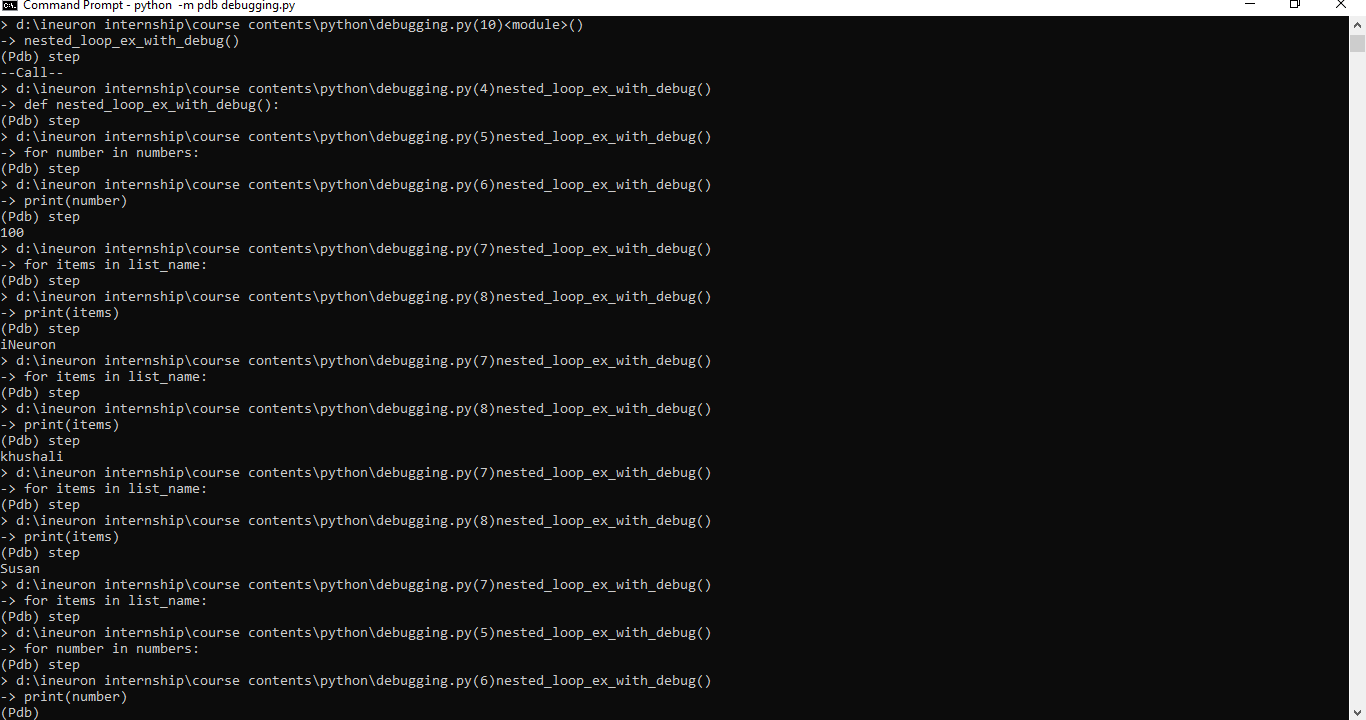 Command Prompt - python  -m pdb debugging.py
> d:\ineuron internship\course contents\python\debugging.py(10)<module>()
-> nested_loop_ex_with_debug()
(Pdb) step
--Call--
> d:\ineuron internship\course contents\python\debugging.py(4)nested_loop_ex_with_debug()
-> def nested_loop_ex_with_debug():
(Pdb) step
> d:\ineuron internship\course contents\python\debugging.py(5)nested_loop_ex_with_debug()
-> for number in numbers:
(Pdb) step
> d:\ineuron internship\course contents\python\debugging.py(6)nested_loop_ex_with_debug()
-> print(number)
(Pdb) step
100
> d:\ineuron internship\course contents\python\debugging.py(7)nested_loop_ex_with_debug()
-> for items in list_name:
(Pdb) step
> d:\ineuron internship\course contents\python\debugging.py(8)nested_loop_ex_with_debug()
-> print(items)
(Pdb) step
iNeuron
> d:\ineuron internship\course contents\python\debugging.py(7)nested_loop_ex_with_debug()
-> for items in list_name:
(Pdb) step
> d:\ineuron internship\course contents\python\debugging.py(8)nested_loop_ex_with_debug()
-> print(items)
(Pdb) step
khushali
> d:\ineuron internship\course contents\python\debugging.py(7)nested_loop_ex_with_debug()
-> for items in list_name:
(Pdb) step
> d:\ineuron internship\course contents\python\debugging.py(8)nested_loop_ex_with_debug()
-> print(items)
(Pdb) step
Susan
> d:\ineuron internship\course contents\python\debugging.py(7)nested_loop_ex_with_debug()
-> for items in list_name:
(Pdb) step
> d:\ineuron internship\course contents\python\debugging.py(5)nested_loop_ex_with_debug()
-> for number in numbers:
(Pdb) step
> d:\ineuron internship\course contents\python\debugging.py(6)nested_loop_ex_with_debug()
-> print(number)
(Pdb)